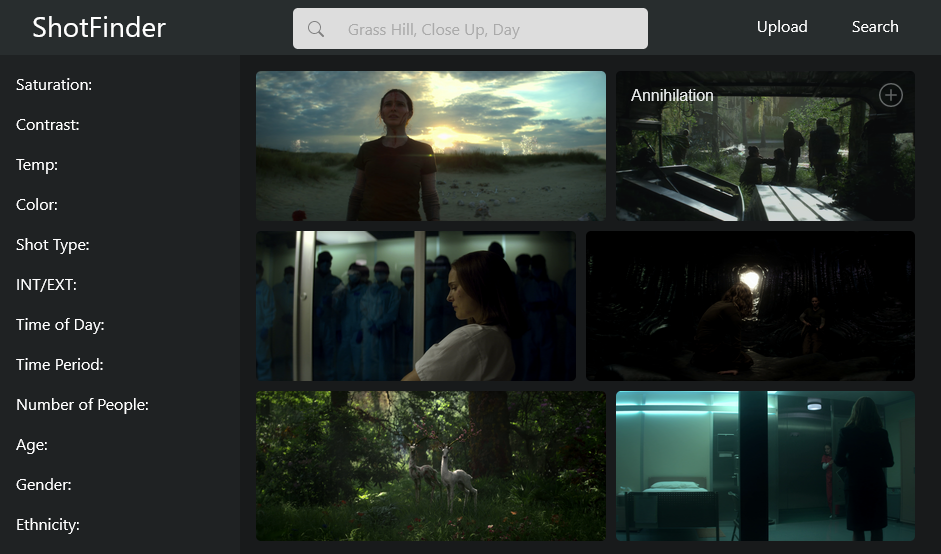 ShotFinder
Grass Hill, Close Up, Day
Upload
Search
Saturation:
Contrast:
Temp:
Color:
Shot Type:
INT/EXT:
Time of Day:
Time Period:
Number of People:
Age:
Gender:
Ethnicity:
Annihilation